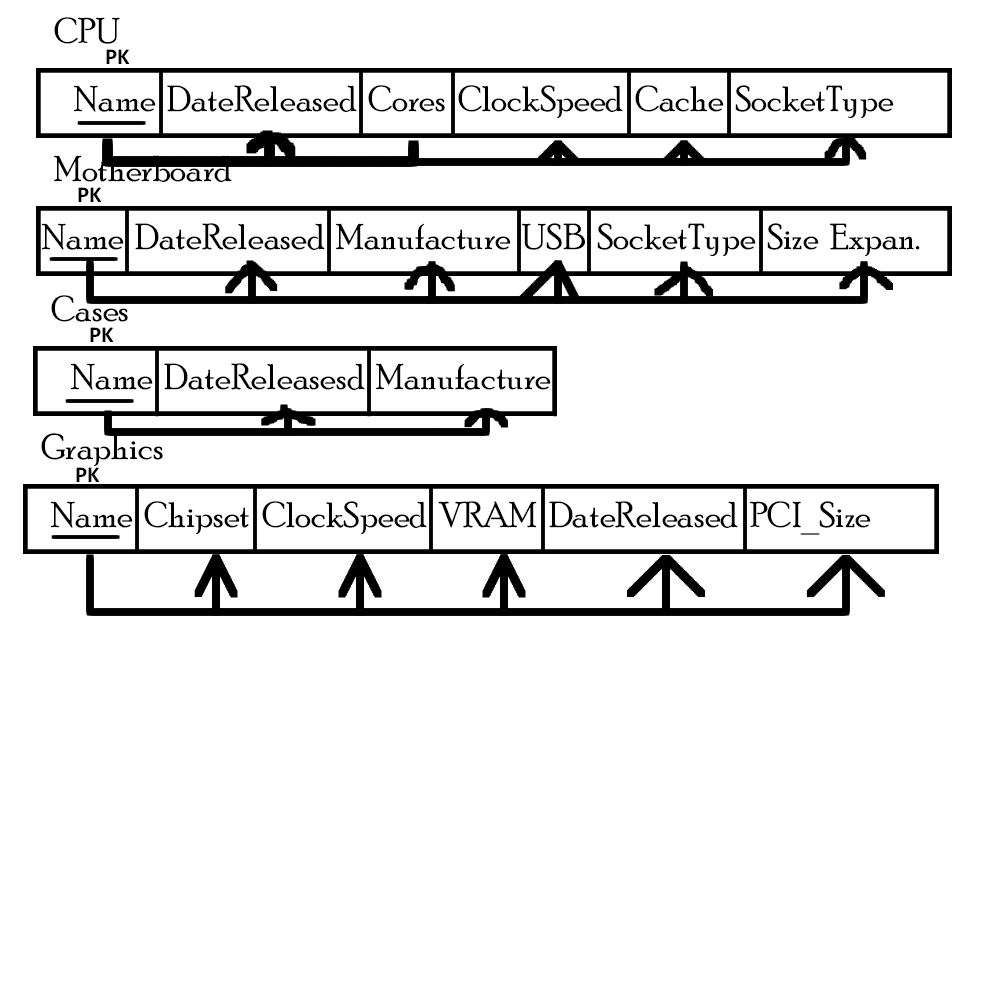 CPU
PK
Name DateReleased Cores ClockSpeed Cache SocketType
Motherboard
PK
Name DateReleased Manufacture USB SocketType Size Expan.
Cases
PK
Name DateReleasesd Manufacture
Graphics
PK
Name Chipset ClockSpeed VRAM DateReleased PCI_Size